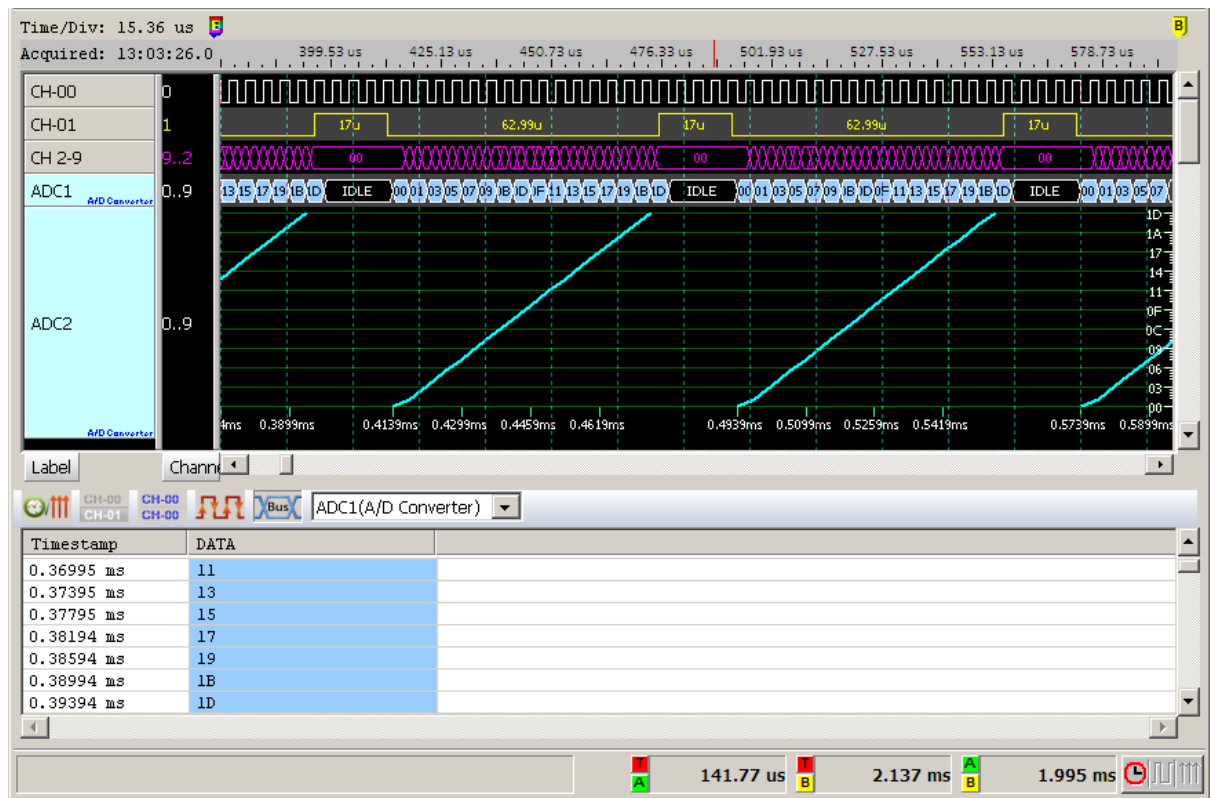 Time/Div: 15.36 us B
Acquired: 13:03:26.0 399.53 us 425.13 us 450.73 us 476.33 us 501.93 us 527.53 us 553.13 us 578.73 us
CH-00 0
CH-01 1 17u 62.99u 17u 62.99u 17u
CH 2-9 9..2 00 00 00
ADC1 A/D Converter 0..9 13 15 17 19 1B 1D IDLE 00 01 03 05 07 09 0B 0D 0F 11 13 15 17 19 1B 1D IDLE 00 01 03 05 07 09 0B 0D 0F 11 13 15 17 19 1B 1D IDLE 00 01 03 05 07
1D
1A
17
14
11
0F
ADC2 0..9 0C
09
06
03
00
A/D Converter 4ms 0.3899ms 0.4139ms 0.4299ms 0.4459ms 0.4619ms 0.4939ms 0.5099ms 0.5259ms 0.5419ms 0.5739ms 0.5899ms
Label Channe
CH-00 CH-01 CH-00 CH-00 Bus ADC1(A/D Converter)
Timestamp DATA
0.36995 ms 11
0.37395 ms 13
0.37795 ms 15
0.38194 ms 17
0.38594 ms 19
0.38994 ms 1B
0.39394 ms 1D
T A 141.77 us T B 2.137 ms A B 1.995 ms